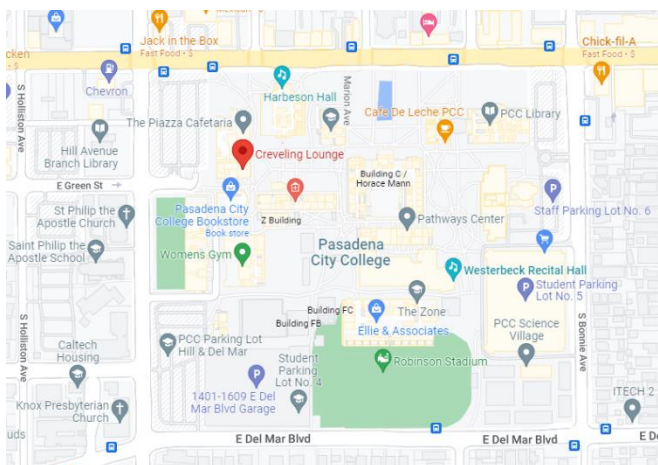 Jack in the Box
Fast Food • $
Chick-fil-A
Fast Food • $
Chevron
S Holliston Ave
Harbeson Hall
Marion Ave
The Piazza Cafetaria
Cafe De Leche PCC
PCC Library
Hill Avenue
Branch Library
Creveling Lounge
E Green St
Building C /
Horace Mann
Pasadena City
College Bookstore
Book store
Z Building
St Philip the
Apostle Church
Pathways Center
Staff Parking Lot No. 6
Saint Philip the
Apostle School
Womens Gym
Pasadena
City College
Westerbeck Recital Hall
Student Parking
Lot No. 5
S Holliston Ave
Building FC
The Zone
Building FB
Ellie & Associates
PCC Science
Village
S Bonnie Ave
PCC Parking Lot
Hill & Del Mar
Caltech
Housing
Student
Parking
Lot No. 4
Robinson Stadium
1401-1609 E Del
Mar Blvd Garage
Knox Presbyterian
Church
ITECH 2
uds
E Del Mar Blvd
E Del Mar Blvd
E De